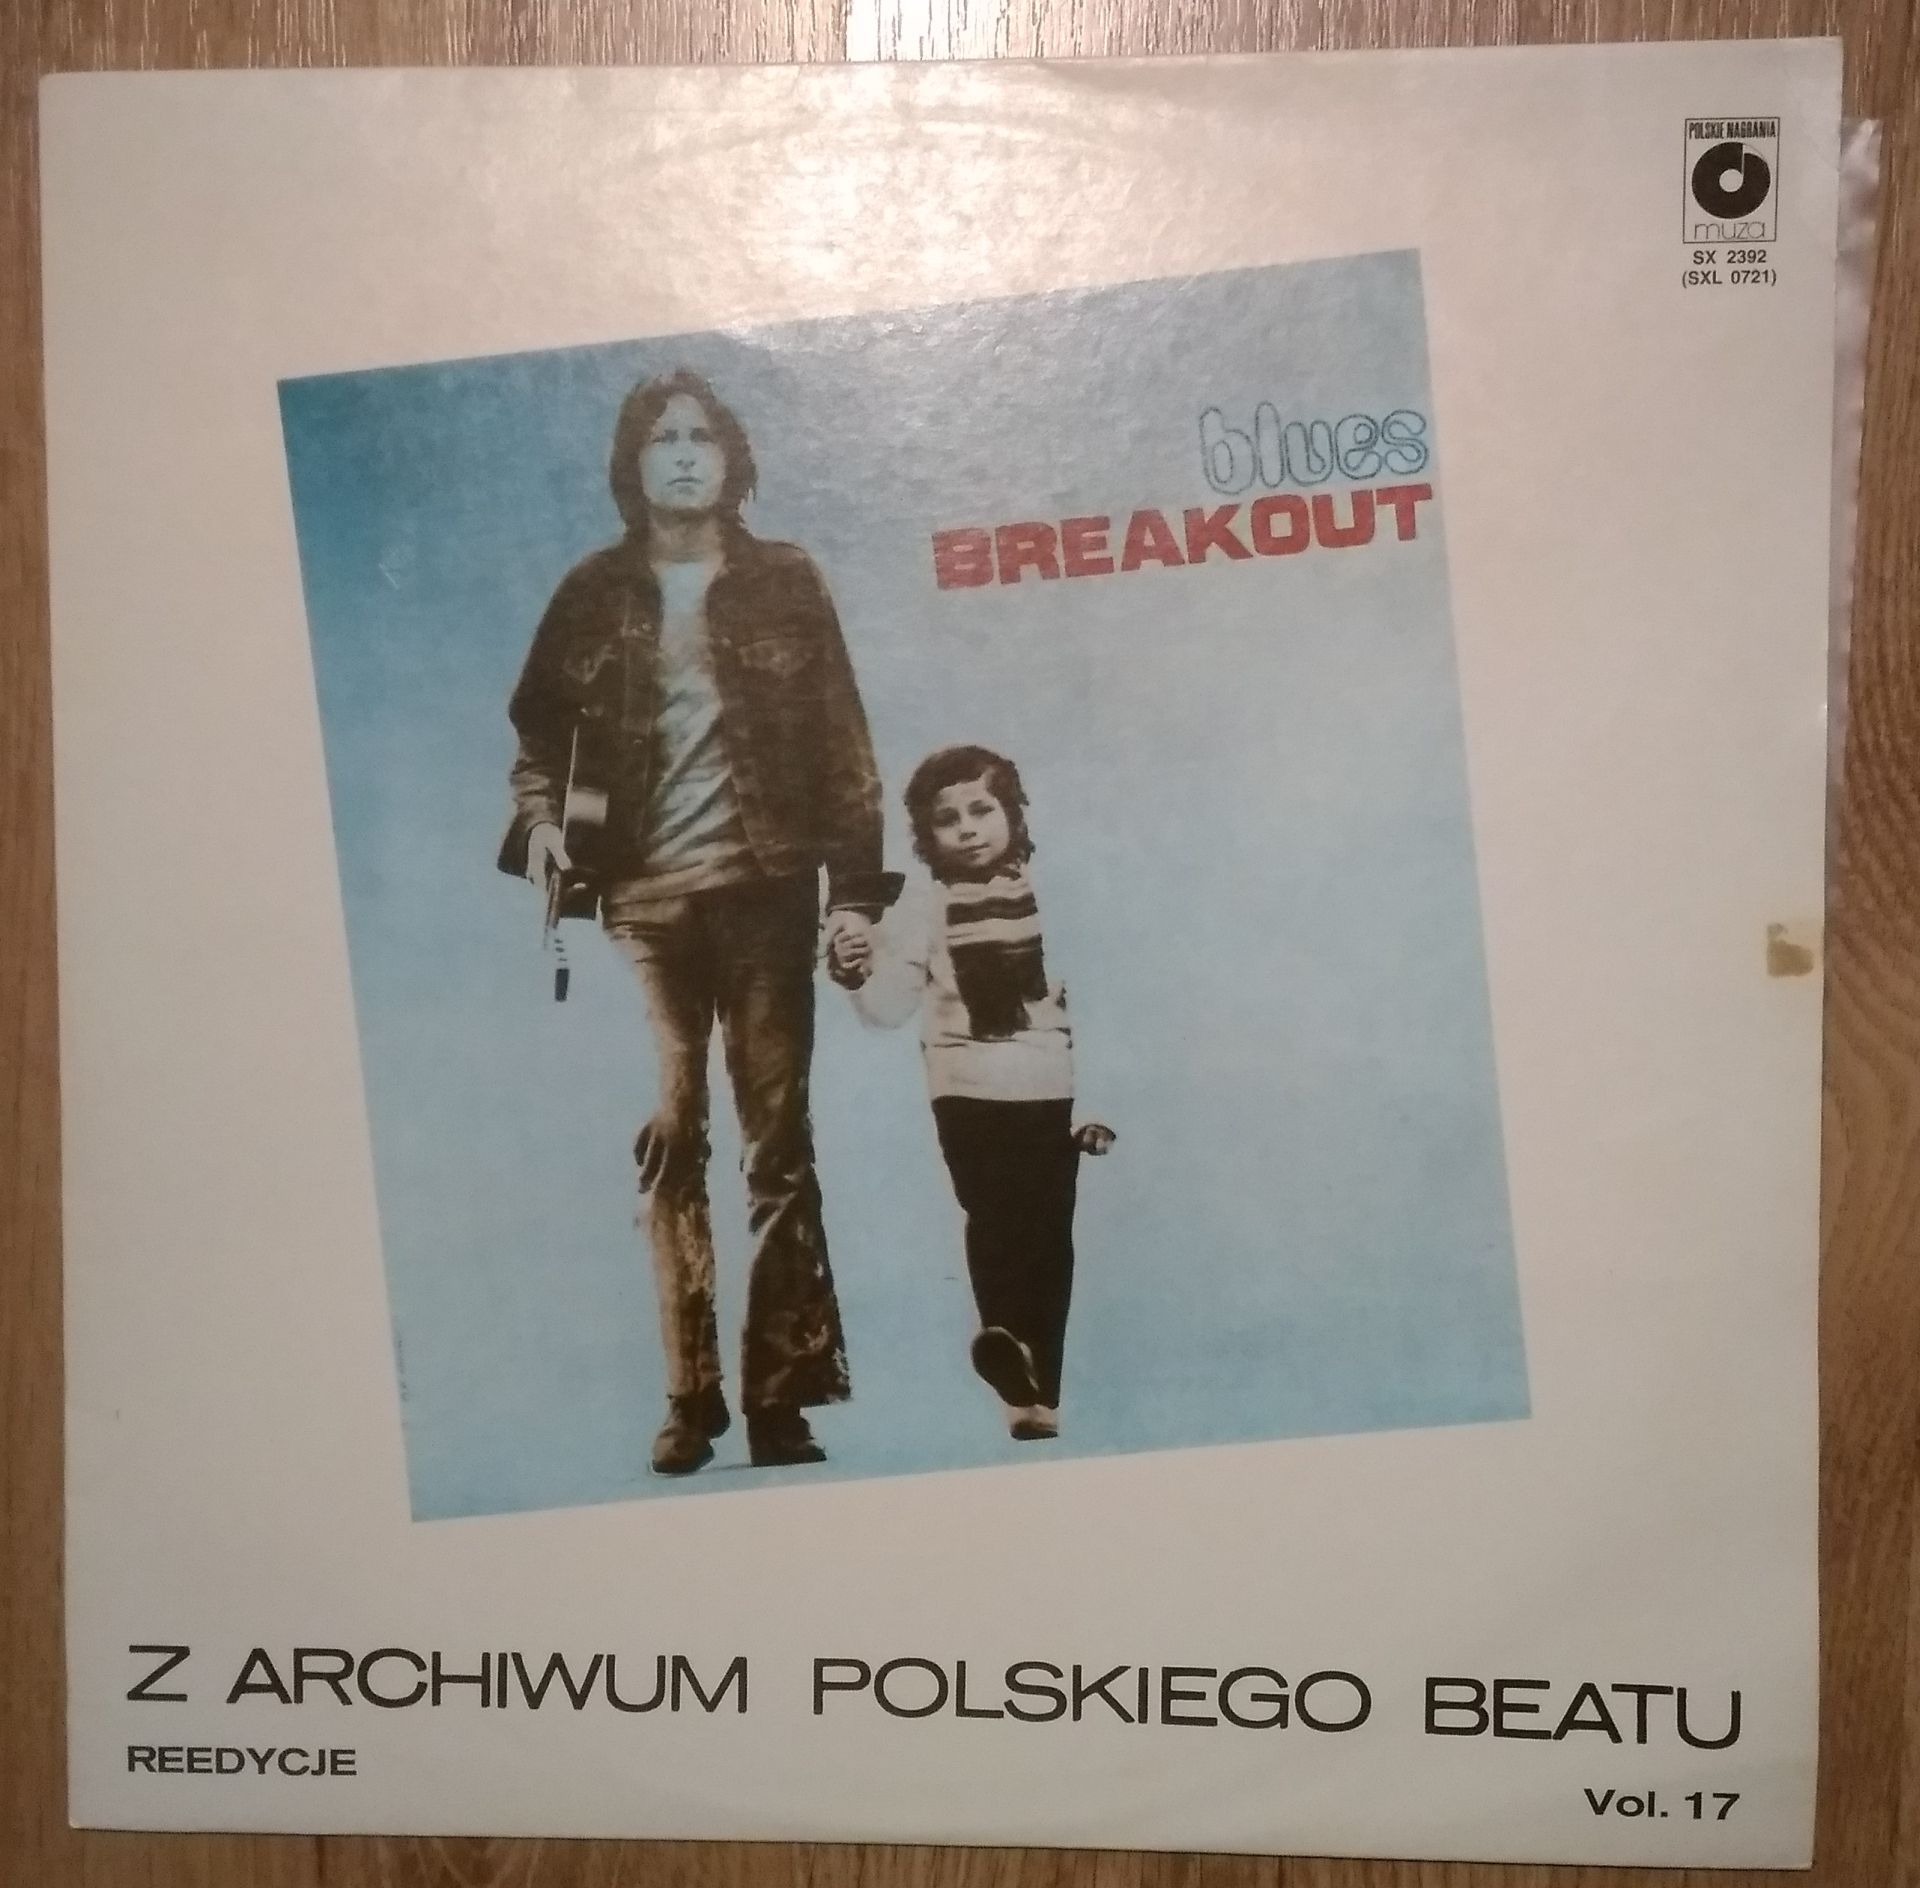 POLSKIE NAGRANIA
muza
SX 2392
(SXL 0721)
blues
BREAKOUT
Z ARCHIWUM POLSKIEGO BEATU
REEDYCJE
Vol. 17